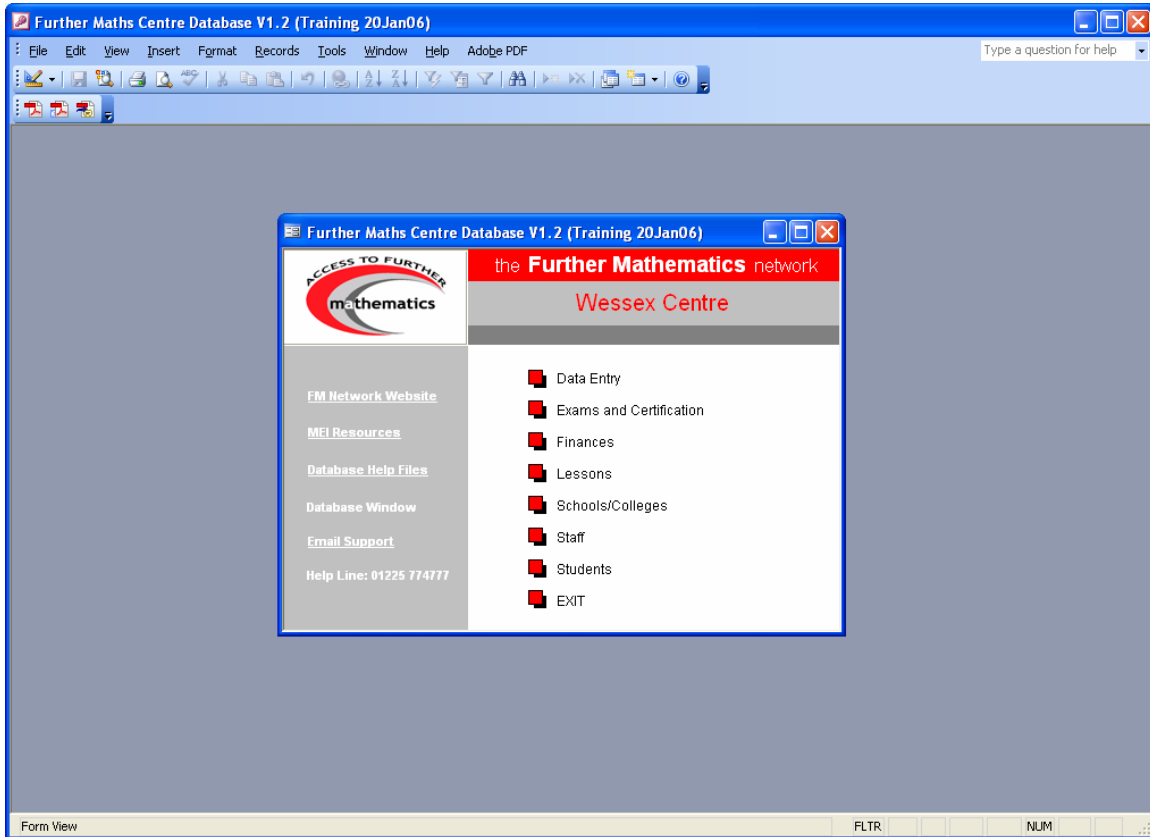 Further Maths Centre Database V1.2 (Training 20Jan06)
File Edit View Insert Format Records Tools Window Help Adobe PDF
Type a question for help
Further Maths Centre Database V1.2 (Training 20Jan06)
ACCESS TO FURTHER
mathematics
the Further Mathematics network
Wessex Centre
FM Network Website
MEI Resources
Database Help Files
Database Window
Email Support
Help Line: 01225 774777
Data Entry
Exams and Certification
Finances
Lessons
Schools/Colleges
Staff
Students
EXIT
Form View
FLTR
NUM